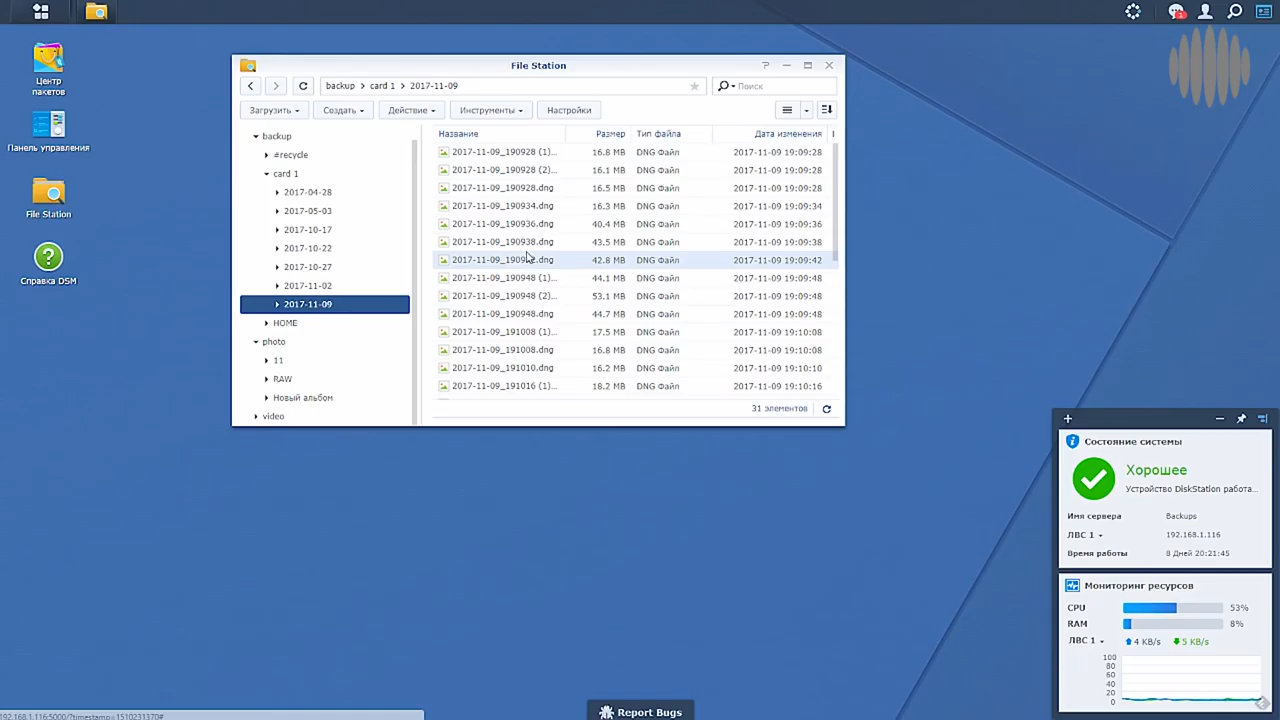 1
Центр
пакетов
Панель управления
File Station
Справка DSM
File Station
backup card 1 2017-11-09
Поиск
Загрузить Создать Действие Инструменты Настройки
backup
#recycle
card 1
2017-04-28
2017-05-03
2017-10-17
2017-10-22
2017-10-27
2017-11-02
2017-11-09
HOME
photo
11
RAW
Новый альбом
video
Название Размер Тип файла Дата изменения
2017-11-09_190928 (1)... 16.8 MB DNG Файл 2017-11-09 19:09:28
2017-11-09_190928 (2)... 16.1 MB DNG Файл 2017-11-09 19:09:28
2017-11-09_190928.dng 16.5 MB DNG Файл 2017-11-09 19:09:28
2017-11-09_190934.dng 16.3 MB DNG Файл 2017-11-09 19:09:34
2017-11-09_190936.dng 40.4 MB DNG Файл 2017-11-09 19:09:36
2017-11-09_190938.dng 43.5 MB DNG Файл 2017-11-09 19:09:38
42.8 MB DNG Файл 2017-11-09 19:09:42
2017-11-09_190948 (1)... 44.1 MB DNG Файл 2017-11-09 19:09:48
2017-11-09_190948 (2)... 53.1 MB DNG Файл 2017-11-09 19:09:48
2017-11-09_190948.dng 44.7 MB DNG Файл 2017-11-09 19:09:48
2017-11-09_191008 (1)... 17.5 MB DNG Файл 2017-11-09 19:10:08
2017-11-09_191008.dng 16.8 MB DNG Файл 2017-11-09 19:10:08
2017-11-09_191010.dng 16.2 MB DNG Файл 2017-11-09 19:10:10
2017-11-09_191016 (1)... 18.2 MB DNG Файл 2017-11-09 19:10:16
31 элементов
Состояние системы
Хорошее
Устройство DiskStation работа...
Имя сервера Backups
ЛВС 1 192.168.1.116
Время работы 8 Дней 20:21:45
Мониторинг ресурсов
CPU 53%
RAM 8%
ЛВС 1 4 KB/s 5 KB/s
100
80
60
40
20
0
Report Bugs
192.168.1.116:5000/?timestamp=1510231370#